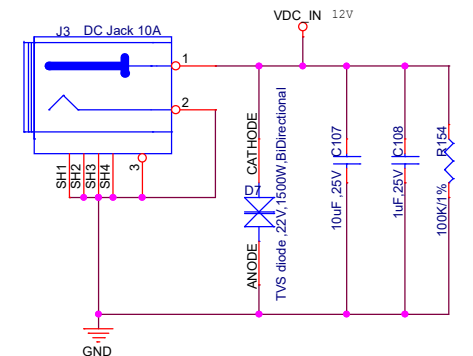 VDC_IN 12V
J3 DC Jack 10A
1
2
3
SH1
SH2
SH3
SH4
CATHODE
D7
ANODE
TVS diode ,22V,1500W,BiDirectional
C107
10uF,25V
C108
1uF,25V
R154
100K/1%
GND